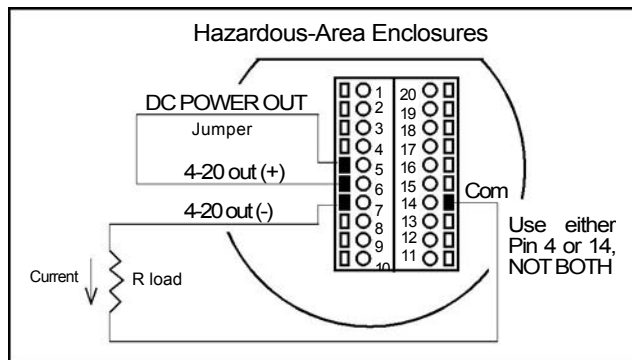 Hazardous-Area Enclosures
DC POWER OUT
Jumper
4-20 out (+)
4-20 out (-)
Current
R load
1
2
3
4
5
6
7
8
9
10
20
19
18
17
16
15
14
13
12
11
Com
Use either
Pin 4 or 14,
NOT BOTH